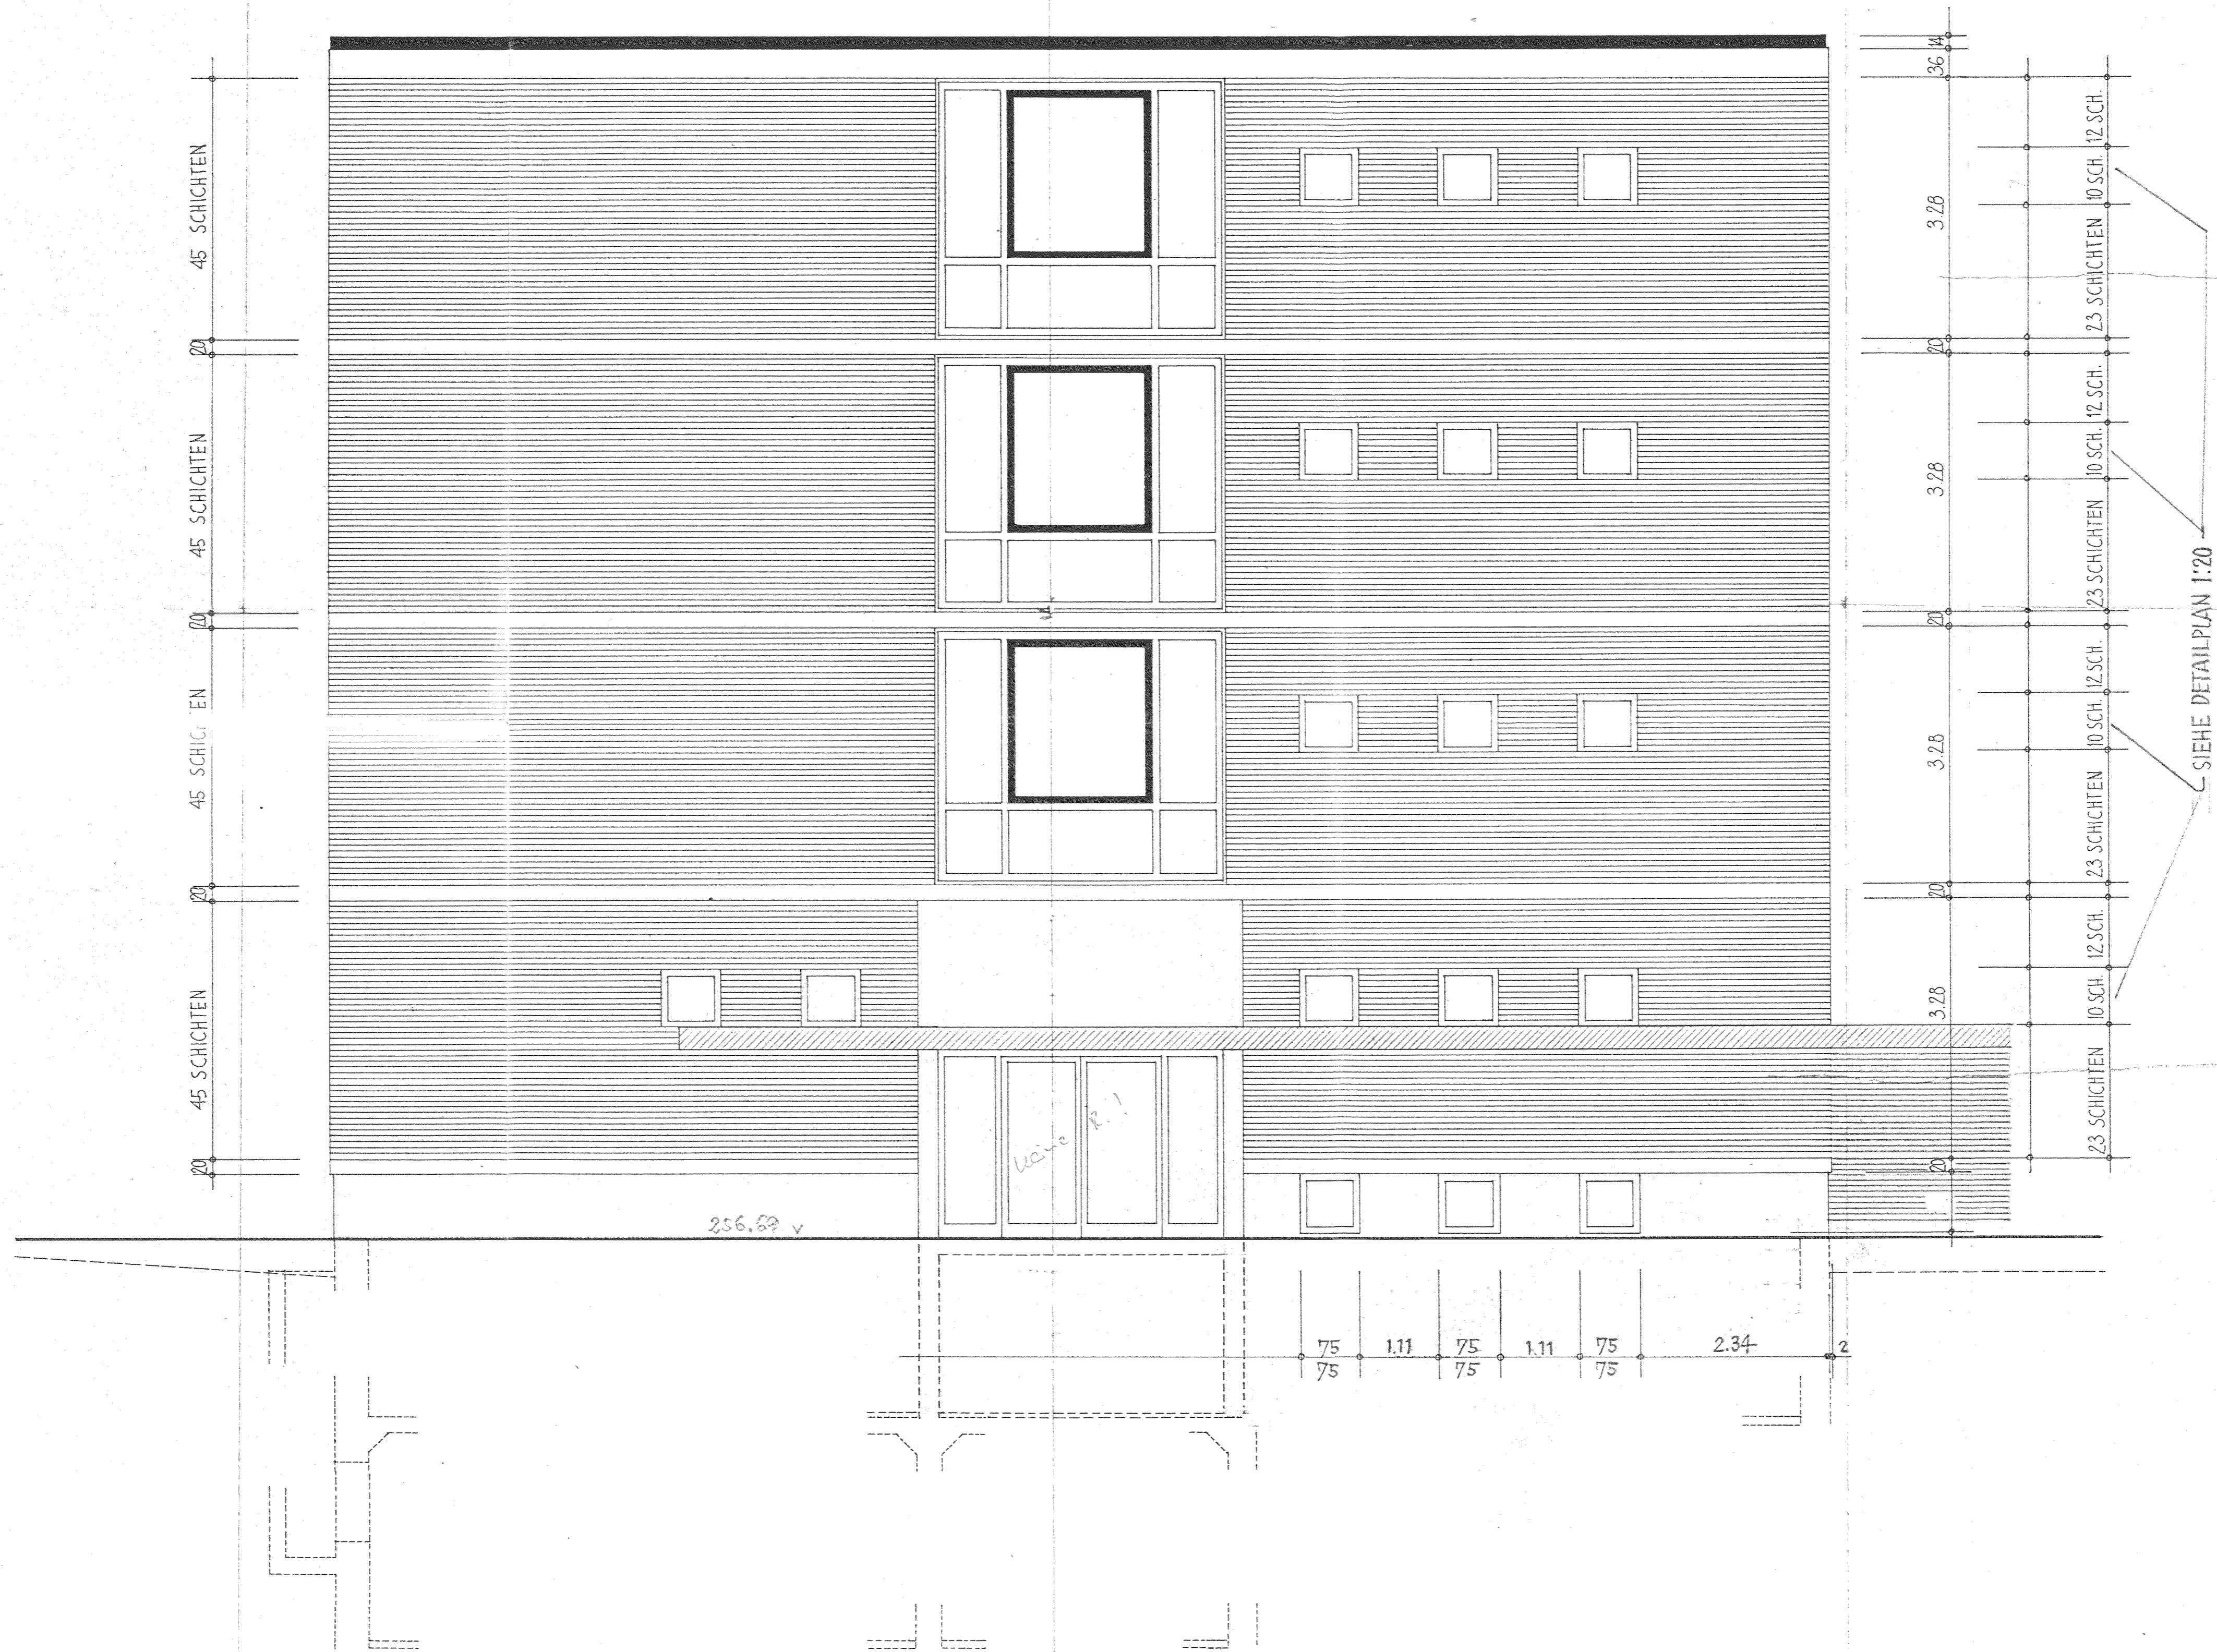 14
36
45 SCHICHTEN
3.28
12 SCH.
10 SCH.
23 SCHICHTEN
20
20
45 SCHICHTEN
3.28
12 SCH.
10 SCH.
23 SCHICHTEN
20
20
SIEHE DETAILPLAN 1:20
45 SCHICHTEN
3.28
12 SCH.
10 SCH.
23 SCHICHTEN
20
20
45 SCHICHTEN
3.28
12 SCH.
10 SCH.
23 SCHICHTEN
20
20
keine R.!
256.69
75 1.11 75 1.11 75 2.34 2
75 75 75